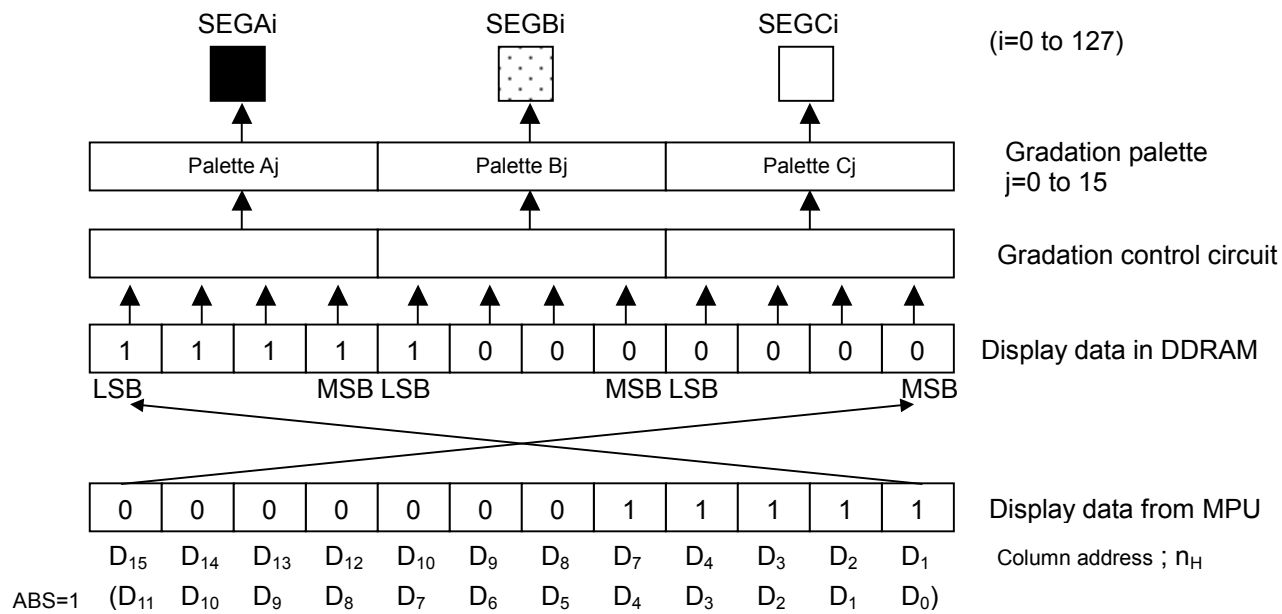 SEGAi SEGBi SEGCi (i=0 to 127)
Palette Aj Palette Bj Palette Cj Gradation palette
j=0 to 15
Gradation control circuit
1 1 1 1 1 0 0 0 0 0 0 0 Display data in DDRAM
LSB MSB LSB MSB LSB MSB
0 0 0 0 0 0 0 1 1 1 1 1 Display data from MPU
D15 D14 D13 D12 D10 D9 D8 D7 D4 D3 D2 D1 Column address ; nH
ABS=1 (D11 D10 D9 D8 D7 D6 D5 D4 D3 D2 D1 D0)